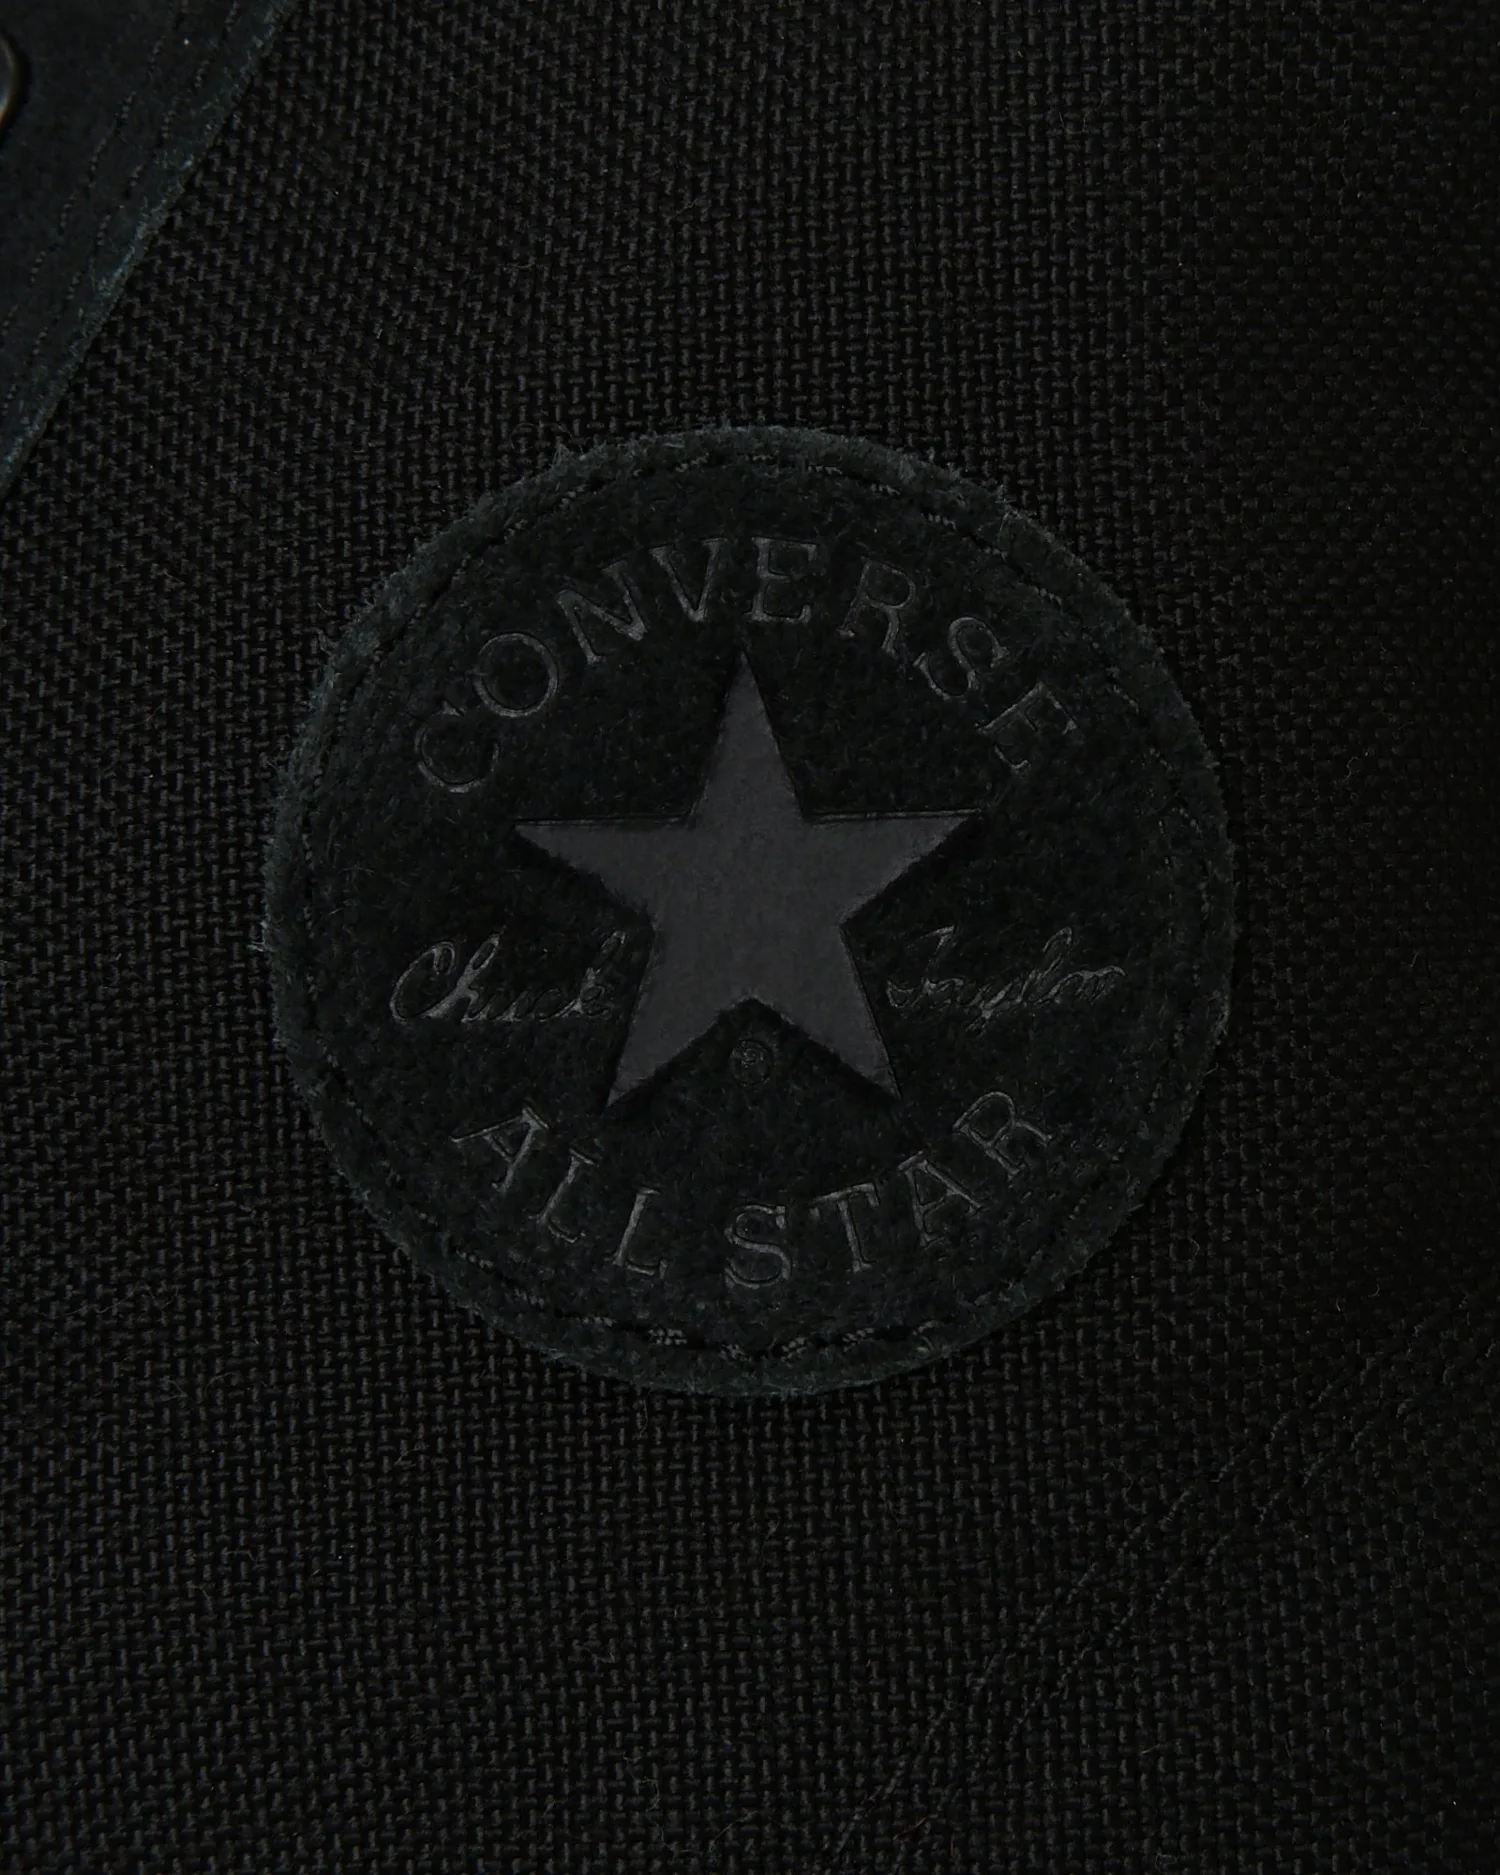 CONVERSE
Chuck Taylor
ALL STAR
®